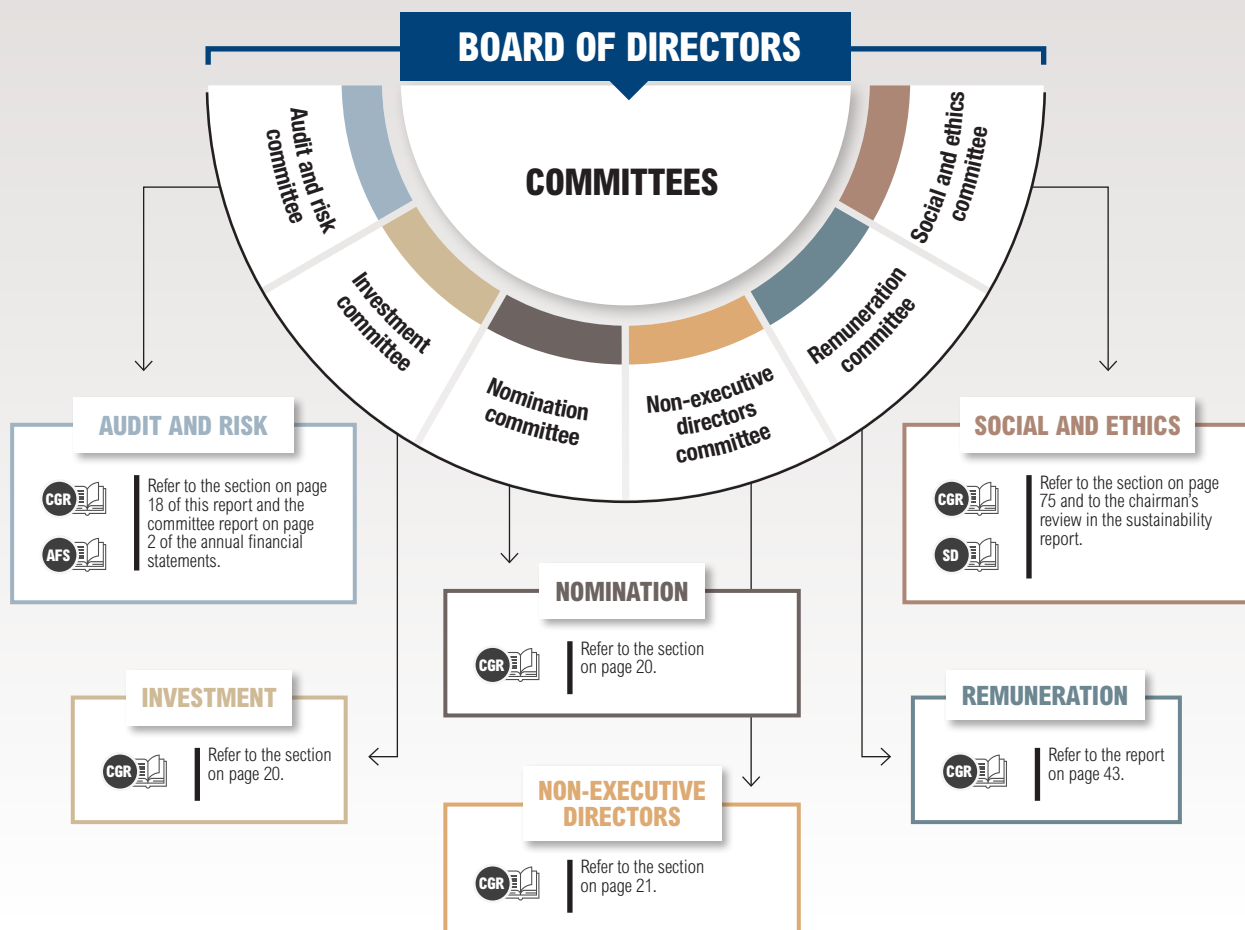 BOARD OF DIRECTORS
COMMITTEES
Audit and risk
committee
Investment
committee
Nomination
committee
Non-executive
directors
committee
Remuneration
committee
Social and ethics
committee
AUDIT AND RISK
CGR
AFS
Refer to the section on page
18 of this report and the
committee report on page
2 of the annual financial
statements.
SOCIAL AND ETHICS
CGR
SD
Refer to the section on page
75 and to the chairman's
review in the sustainability
report.
NOMINATION
CGR
Refer to the section
on page 20.
INVESTMENT
CGR
Refer to the section
on page 20.
REMUNERATION
CGR
Refer to the report
on page 43.
NON-EXECUTIVE
DIRECTORS
CGR
Refer to the section
on page 21.